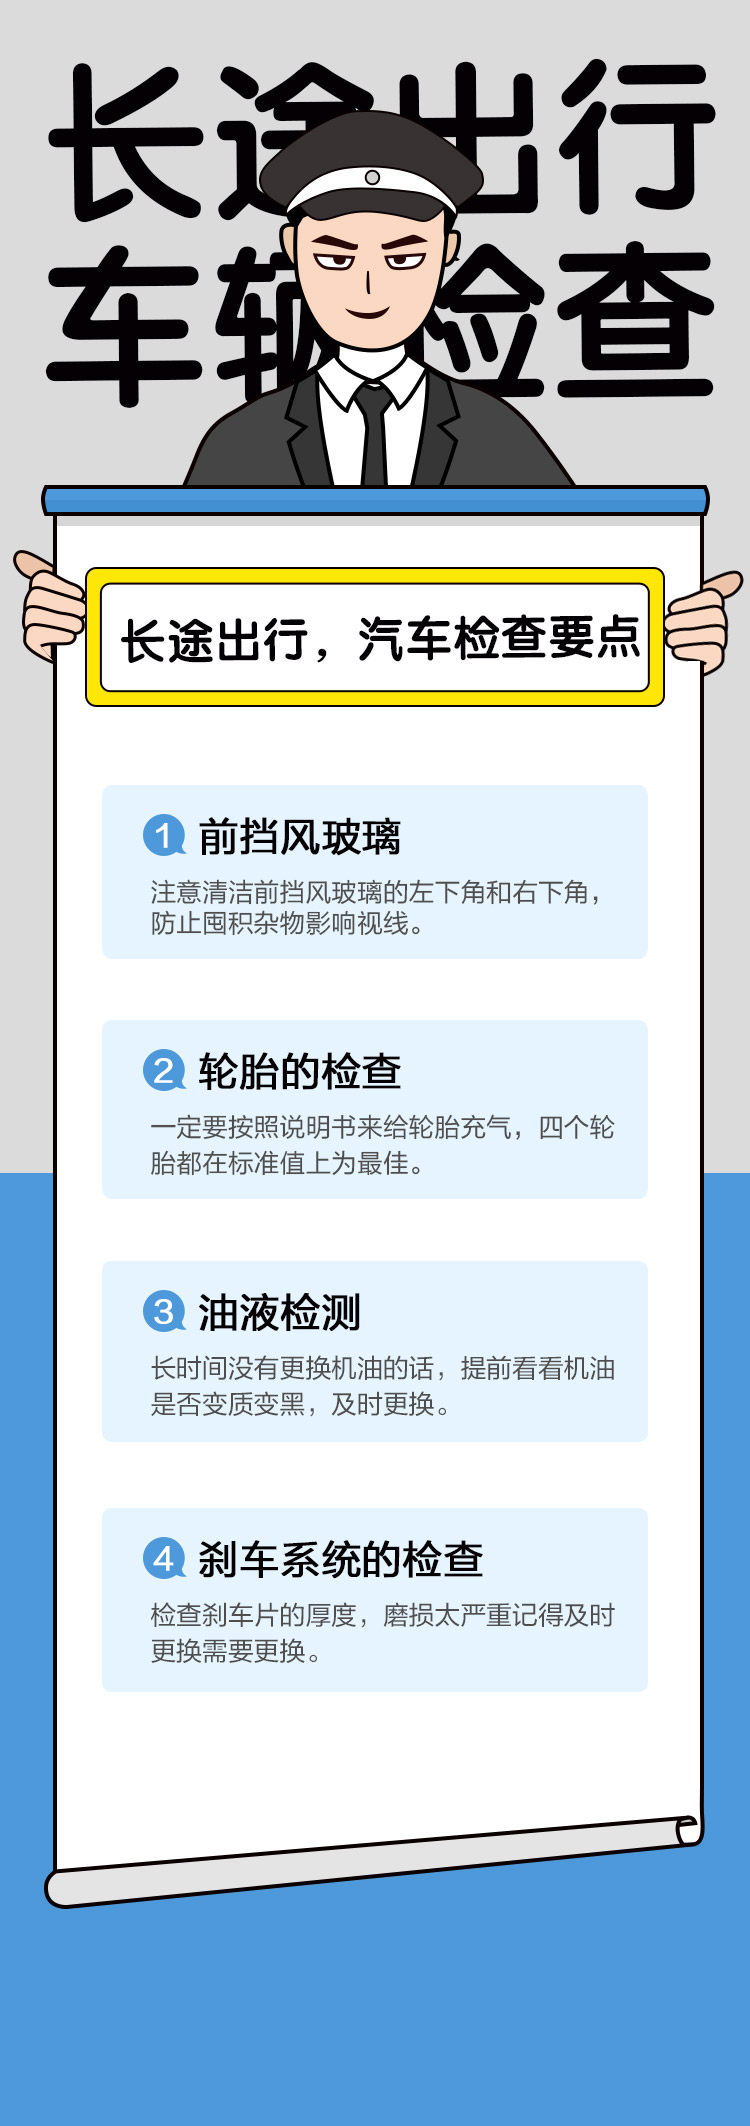 长途出行
车辆检查
长途出行，汽车检查要点
1 前挡风玻璃
注意清洁前挡风玻璃的左下角和右下角，
防止囤积杂物影响视线。
2 轮胎的检查
一定要按照说明书来给轮胎充气，四个轮
胎都在标准值上为最佳。
3 油液检测
长时间没有更换机油的话，提前看看机油
是否变质变黑，及时更换。
4 刹车系统的检查
检查刹车片的厚度，磨损太严重记得及时
更换需要更换。